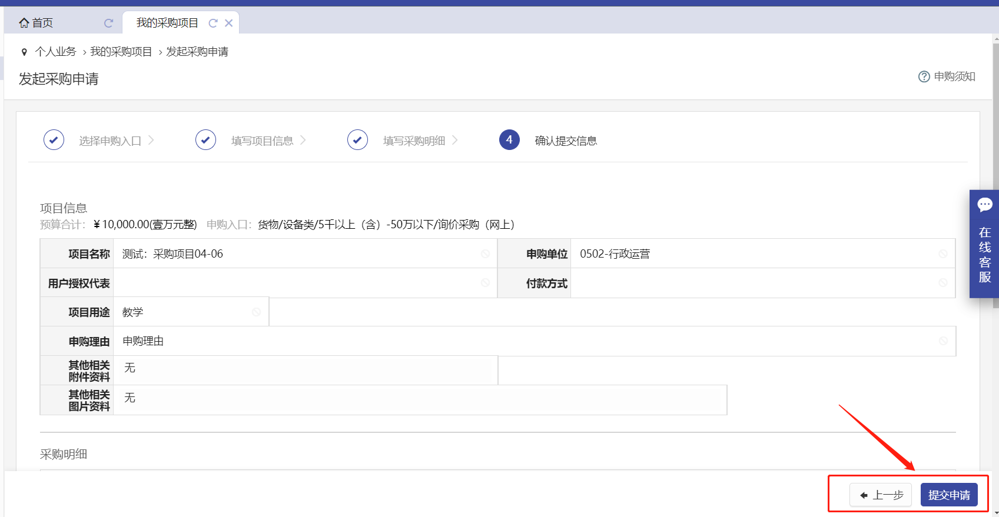 首页
我的采购项目
个人业务 › 我的采购项目 › 发起采购申请
发起采购申请
申购须知
选择申购入口
填写项目信息
填写采购明细
4 确认提交信息
项目信息
预算合计： ¥10,000.00(壹万元整) 申购入口： 货物/设备类/5千以上（含）-50万以下/询价采购（网上）
项目名称 测试：采购项目04-06 申购单位 0502-行政运营
用户授权代表 付款方式
项目用途 教学
申购理由 申购理由
其他相关附件资料 无
其他相关图片资料 无
采购明细
上一步 提交申请
在线客服